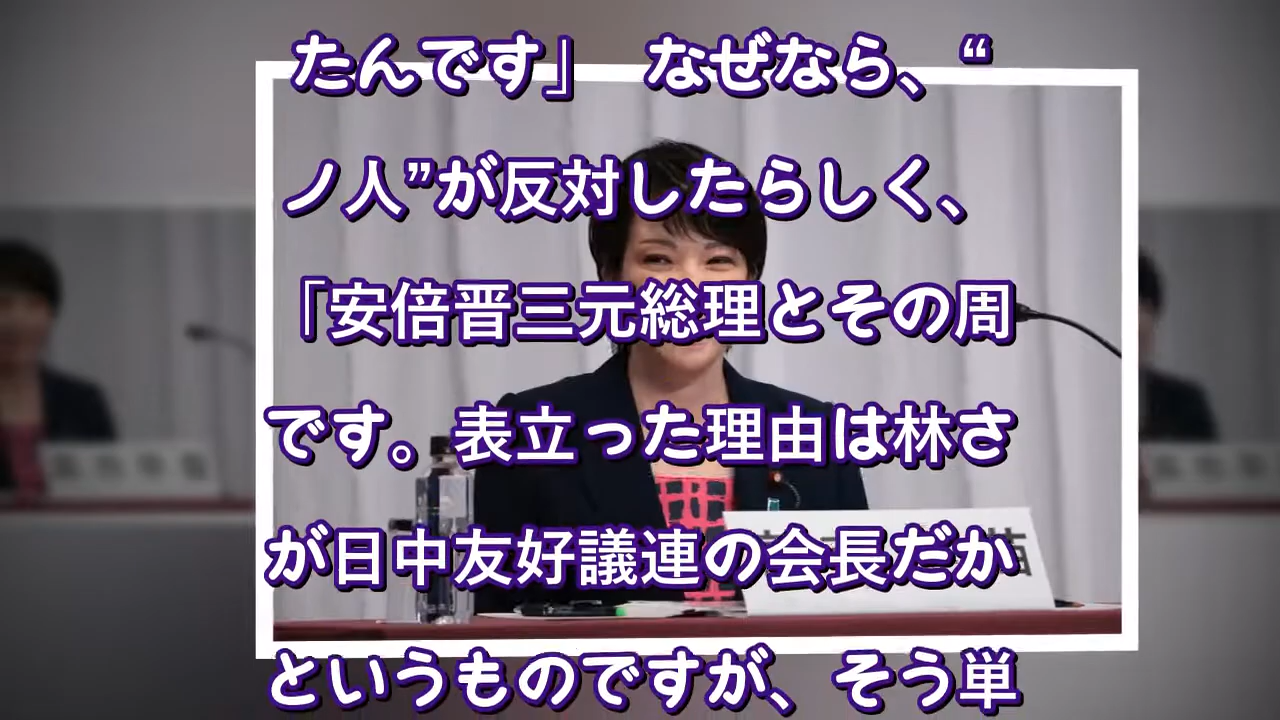 たんです」 なぜなら、“
ノ人”が反対したらしく、
「安倍晋三元総理とその周
です。表立った理由は林さ
が日中友好議連の会長だか
というものですが、そう単